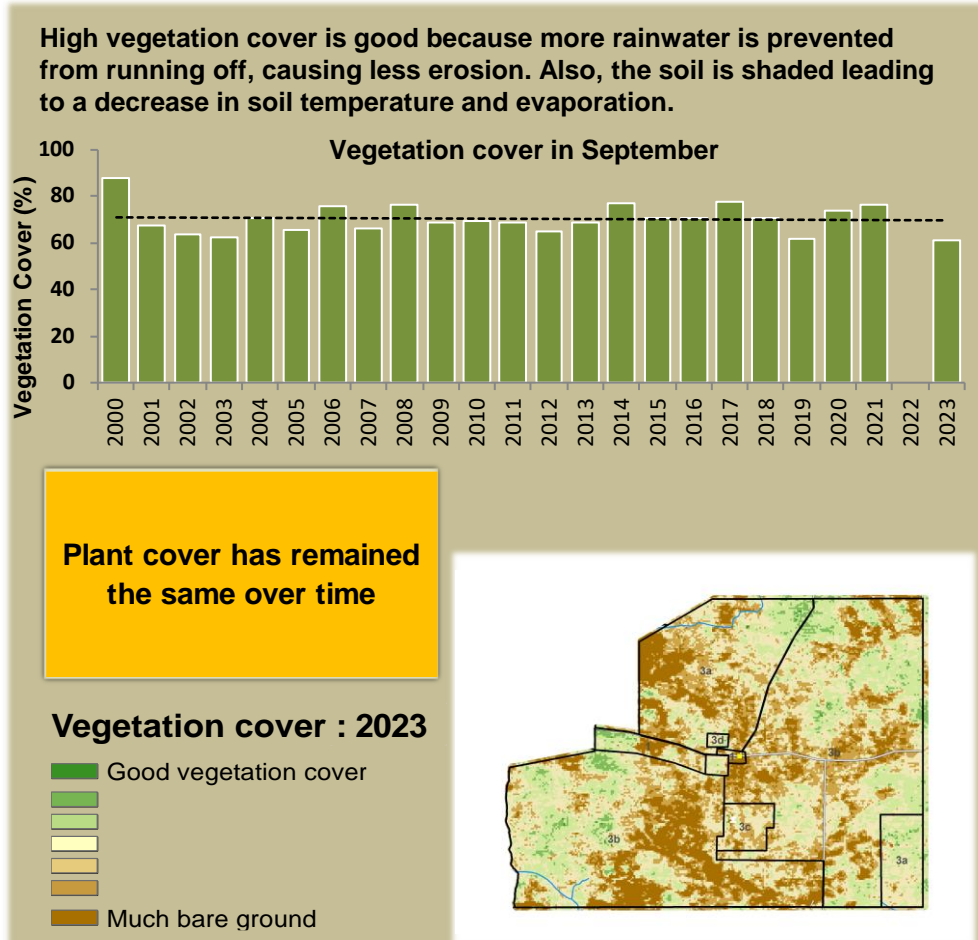 High vegetation cover is good because more rainwater is prevented
from running off, causing less erosion. Also, the soil is shaded leading
to a decrease in soil temperature and evaporation.
Vegetation cover in September
Vegetation Cover (%)
100
80
60
40
20
0
2000
2001
2002
2003
2004
2005
2006
2007
2008
2009
2010
2011
2012
2013
2014
2015
2016
2017
2018
2019
2020
2021
2022
2023
Plant cover has remained
the same over time
Vegetation cover : 2023
Good vegetation cover
Much bare ground
3a
3d
3b
3c
3b
3a